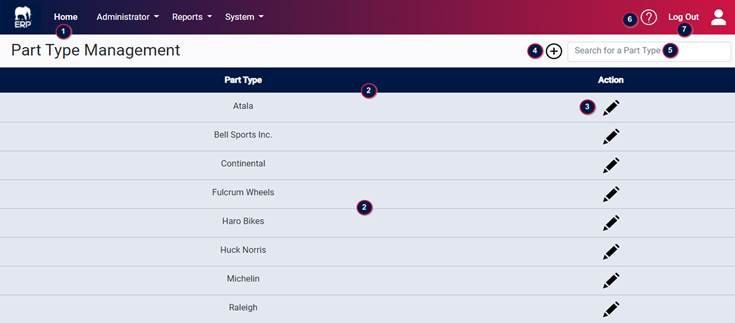 ERP Home Administrator Reports System 6 ? Log Out
1 7
Part Type Management 4 Search for a Part Type 5
Part Type Action
2
Atala 3
Bell Sports Inc.
Continental
Fulcrum Wheels
2
Haro Bikes
Huck Norris
Michelin
Raleigh